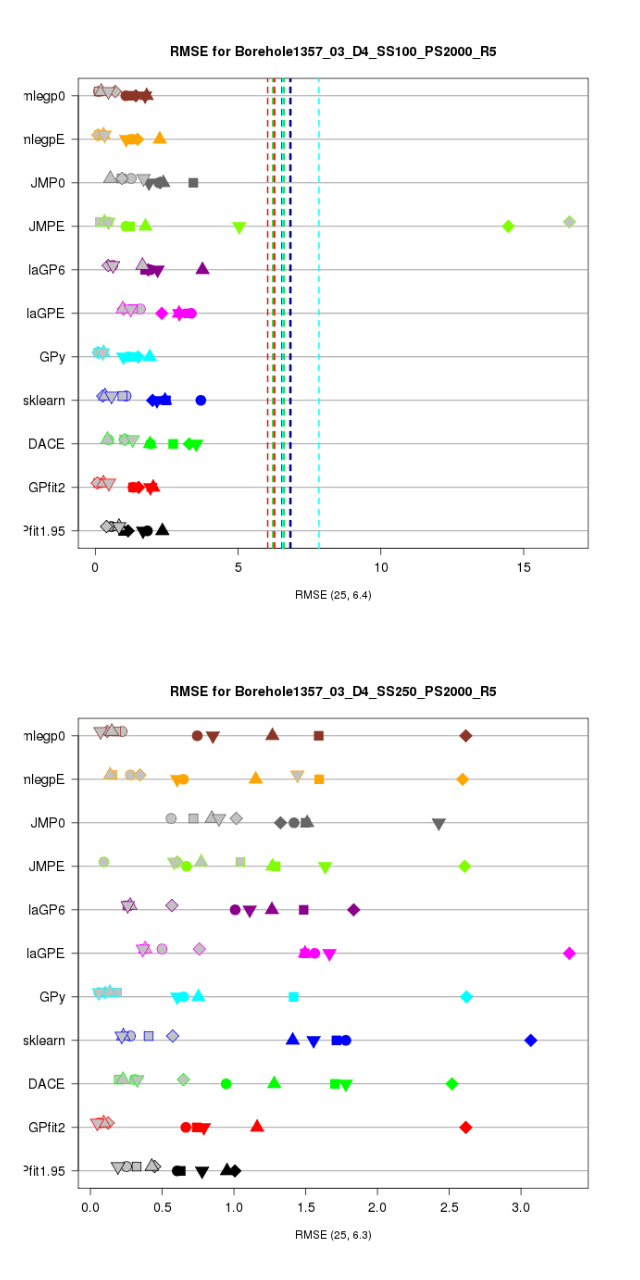 RMSE for Borehole1357_03_D4_SS100_PS2000_R5
mlegp0
mlegpE
JMP0
JMPE
laGP6
laGPE
GPy
sklearn
DACE
GPfit2
Pfit1.95
0 5 10 15
RMSE (25, 6.4)
RMSE for Borehole1357_03_D4_SS250_PS2000_R5
mlegp0
mlegpE
JMP0
JMPE
laGP6
laGPE
GPy
sklearn
DACE
GPfit2
Pfit1.95
0.0 0.5 1.0 1.5 2.0 2.5 3.0
RMSE (25, 6.3)